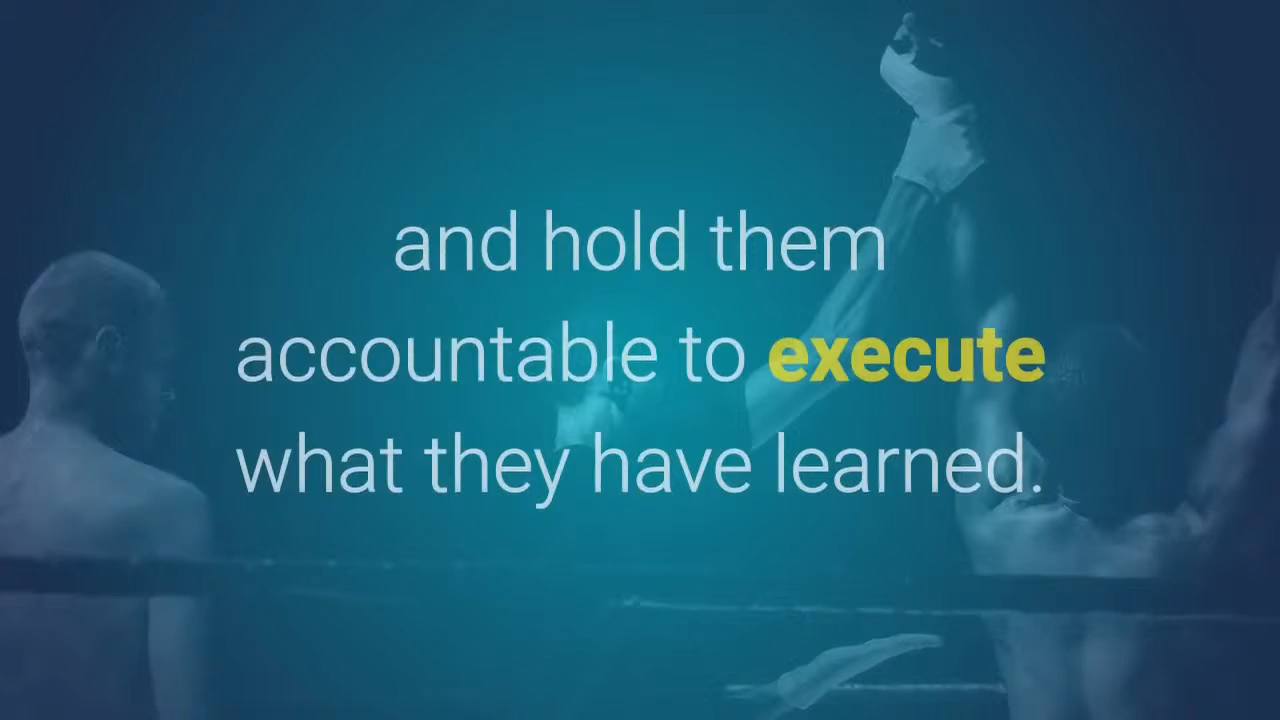 and hold them
accountable to execute
what they have learned.